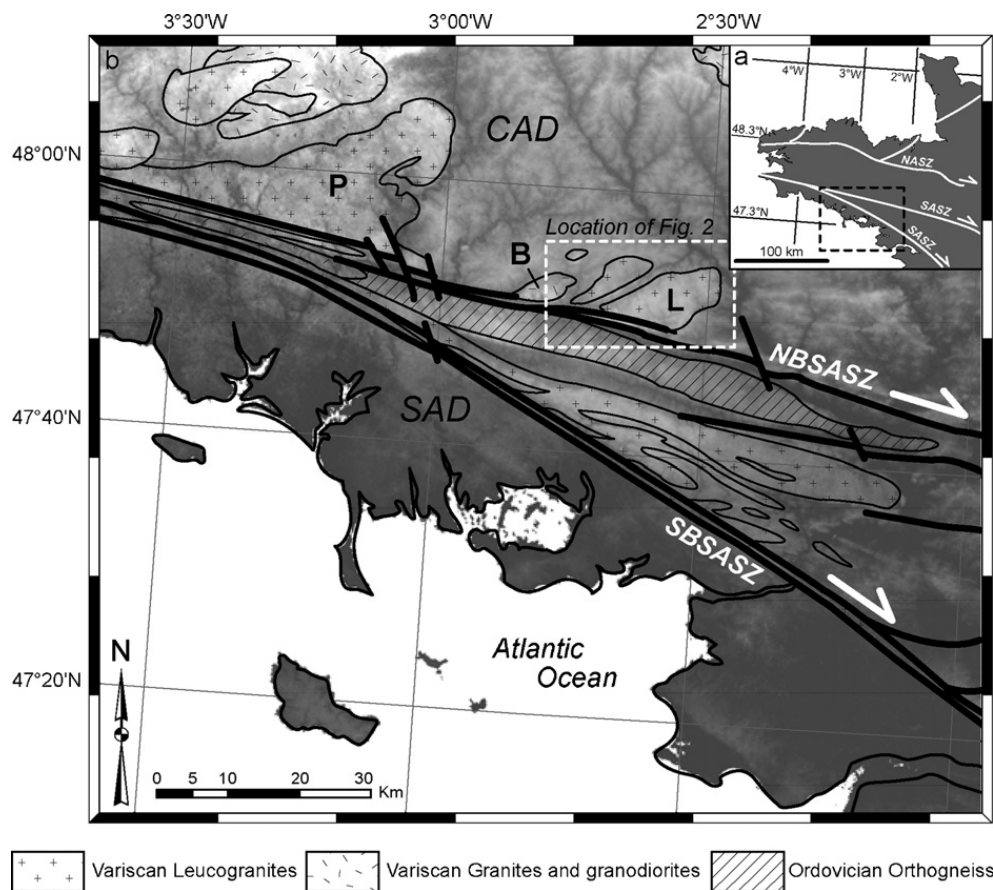 3°30'W 3°00'W 2°30'W
b
a
4°W 3°W 2°W
48.3°N
47.3°N
NASZ
SASZ
SASZ
100 km
48°00'N
47°40'N
47°20'N
CAD
P
Location of Fig. 2
B
L
NBSASZ
SAD
SBSASZ
Atlantic
Ocean
N
0 5 10 20 30
Km
Variscan Leucogranites
Variscan Granites and granodiorites
Ordovician Orthogneiss